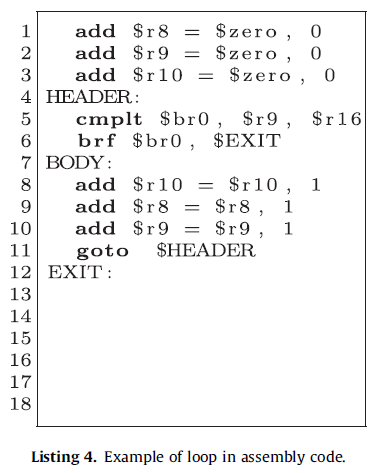 1 add $r8 = $zero, 0
2 add $r9 = $zero, 0
3 add $r10 = $zero, 0
4 HEADER:
5 cmplt $br0, $r9, $r16
6 brf $br0, $EXIT
7 BODY:
8 add $r10 = $r10, 1
9 add $r8 = $r8, 1
10 add $r9 = $r9, 1
11 goto $HEADER
12 EXIT:
13
14
15
16
17
18
Listing 4. Example of loop in assembly code.